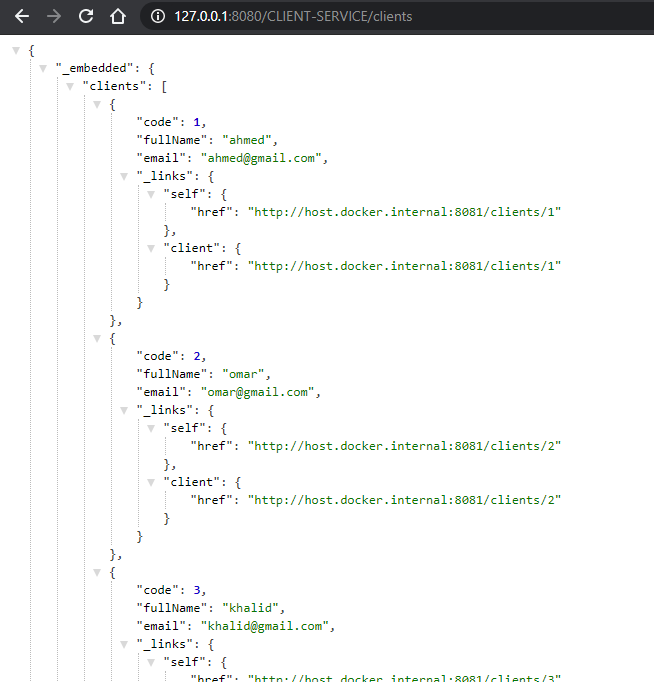 127.0.0.1:8080/CLIENT-SERVICE/clients
{
"_embedded": {
"clients": [
{
"code": 1,
"fullName": "ahmed",
"email": "ahmed@gmail.com",
"_links": {
"self": {
"href": "http://host.docker.internal:8081/clients/1"
},
"client": {
"href": "http://host.docker.internal:8081/clients/1"
}
}
},
{
"code": 2,
"fullName": "omar",
"email": "omar@gmail.com",
"_links": {
"self": {
"href": "http://host.docker.internal:8081/clients/2"
},
"client": {
"href": "http://host.docker.internal:8081/clients/2"
}
}
},
{
"code": 3,
"fullName": "khalid",
"email": "khalid@gmail.com",
"_links": {
"self": {
"href": "http://host.docker.internal:8081/clients/3"